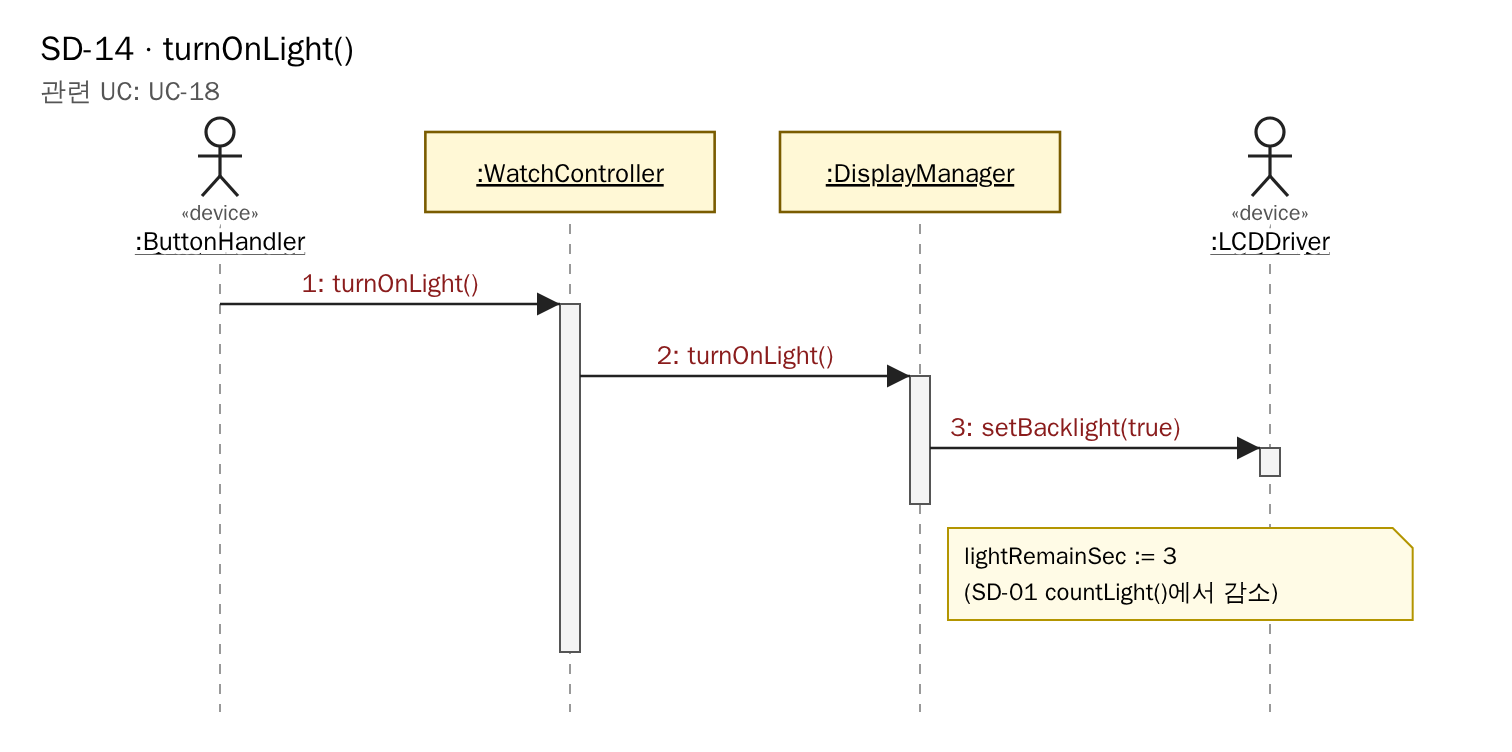 SD-14 · turnOnLight()
관련 UC: UC-18
:WatchController
:DisplayManager
«device»
:ButtonHandler
«device»
:LCDDriver
1: turnOnLight()
2: turnOnLight()
3: setBacklight(true)
lightRemainSec := 3
(SD-01 countLight()에서 감소)